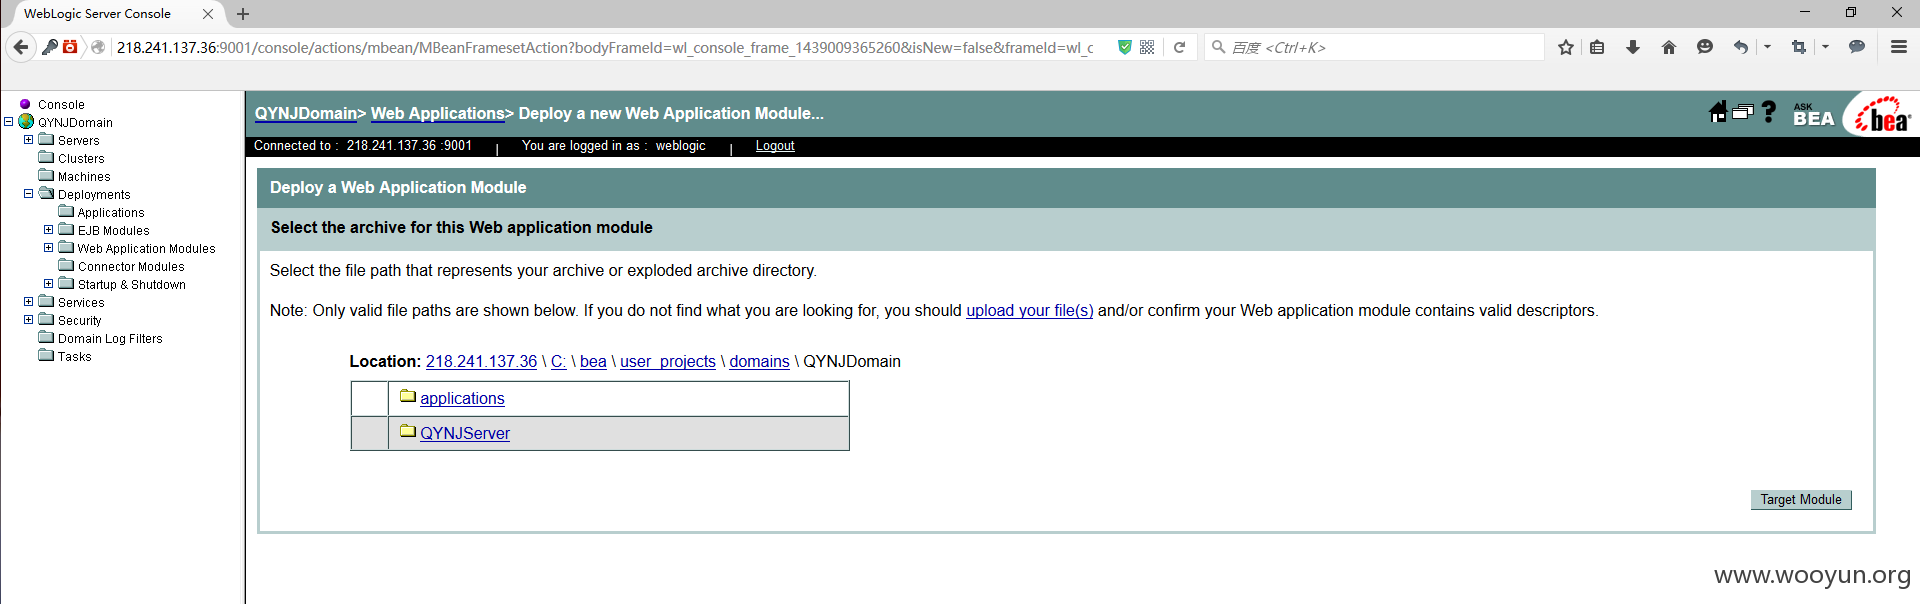 WebLogic Server Console
218.241.137.36:9001/console/actions/mbean/MBeanFramesetAction?bodyFrameId=wl_console_frame_1439009365260&isNew=false&frameId=wl_c
百度 <Ctrl+K>
Console
QYNJDomain
Servers
Clusters
Machines
Deployments
Applications
EJB Modules
Web Application Modules
Connector Modules
Startup & Shutdown
Services
Security
Domain Log Filters
Tasks
QYNJDomain> Web Applications> Deploy a new Web Application Module...
ASK
BEA
bea
Connected to : 218.241.137.36 :9001 | You are logged in as : weblogic | Logout
Deploy a Web Application Module
Select the archive for this Web application module
Select the file path that represents your archive or exploded archive directory.
Note: Only valid file paths are shown below. If you do not find what you are looking for, you should upload your file(s) and/or confirm your Web application module contains valid descriptors.
Location: 218.241.137.36 \ C: \ bea \ user_projects \ domains \ QYNJDomain
applications
QYNJServer
Target Module
www.wooyun.org